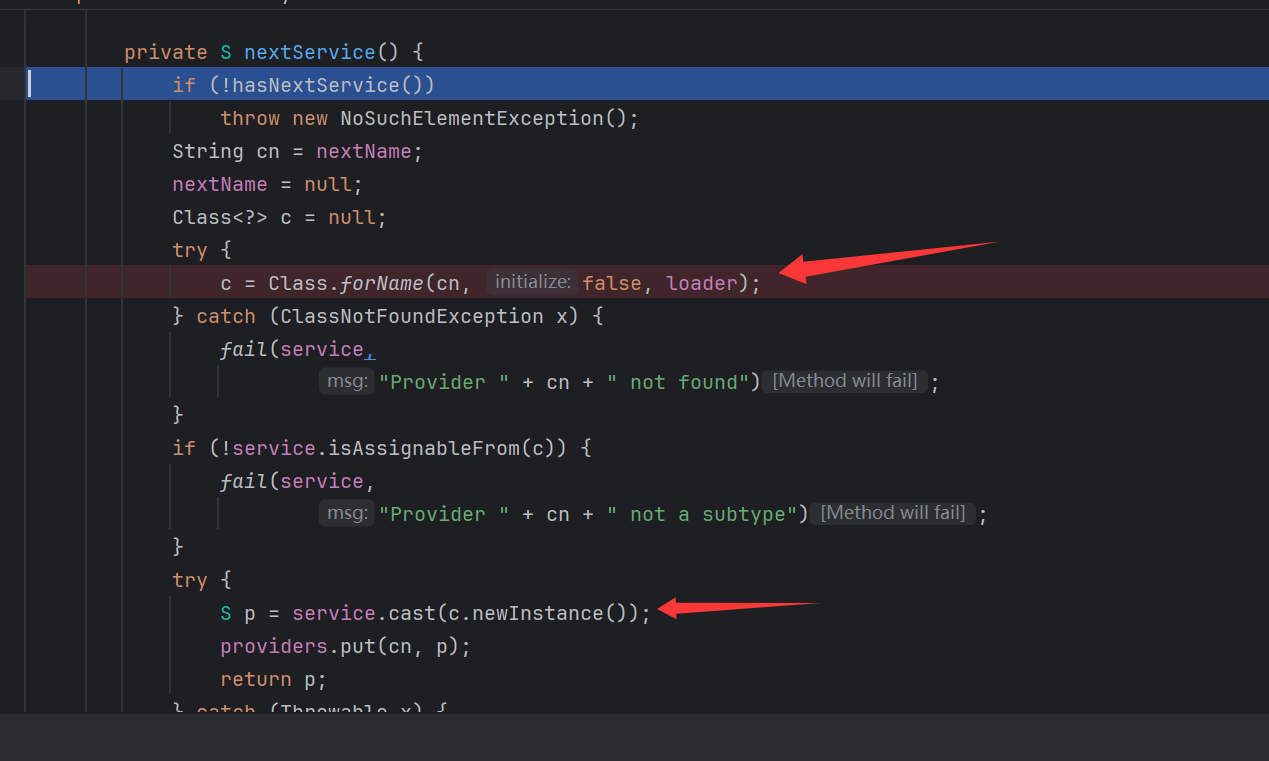 private S nextService() {
if (!hasNextService())
throw new NoSuchElementException();
String cn = nextName;
nextName = null;
Class<?> c = null;
try {
c = Class.forName(cn, initialize: false, loader);
} catch (ClassNotFoundException x) {
fail(service,
msg: "Provider " + cn + " not found") [Method will fail] ;
}
if (!service.isAssignableFrom(c)) {
fail(service,
msg: "Provider " + cn + " not a subtype") [Method will fail] ;
}
try {
S p = service.cast(c.newInstance());
providers.put(cn, p);
return p;
} catch (Throwable x) {